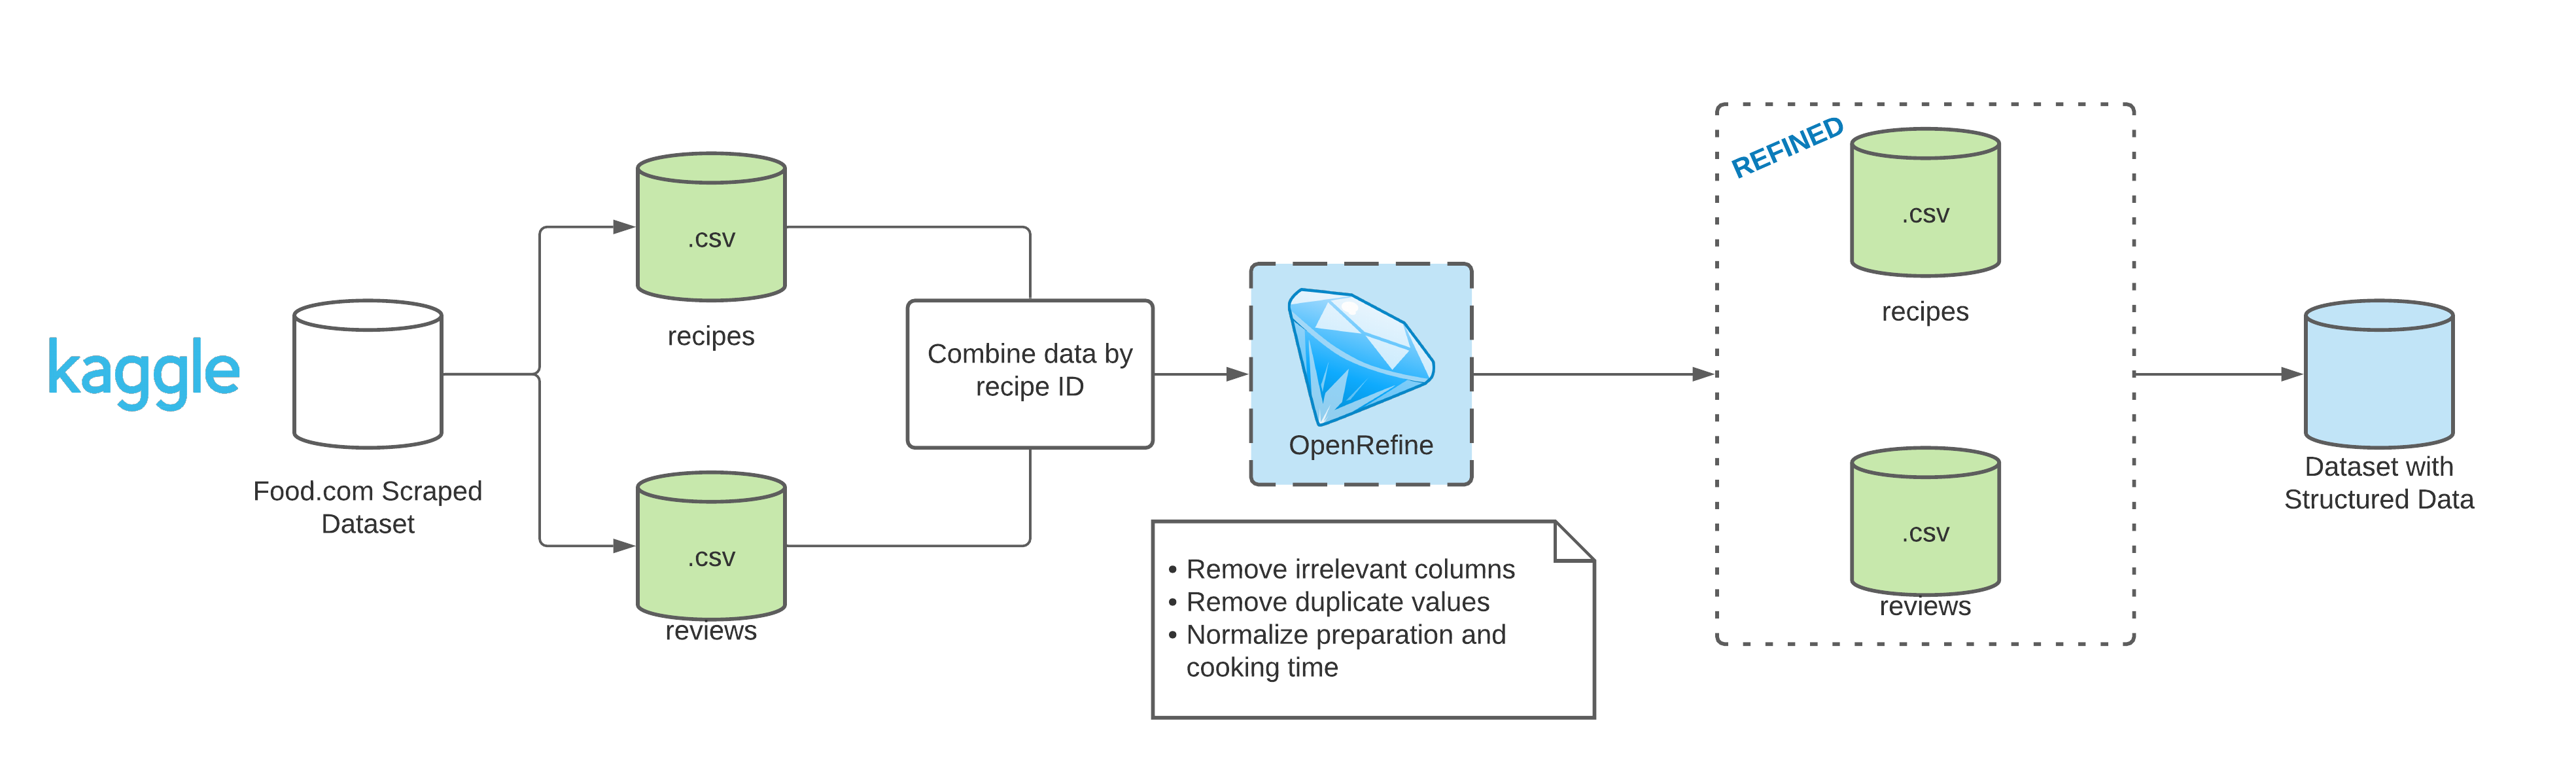 kaggle
Food.com Scraped
Dataset
.csv
recipes
.csv
reviews
Combine data by
recipe ID
OpenRefine
• Remove irrelevant columns
• Remove duplicate values
• Normalize preparation and
cooking time
REFINED
.csv
recipes
.csv
reviews
Dataset with
Structured Data